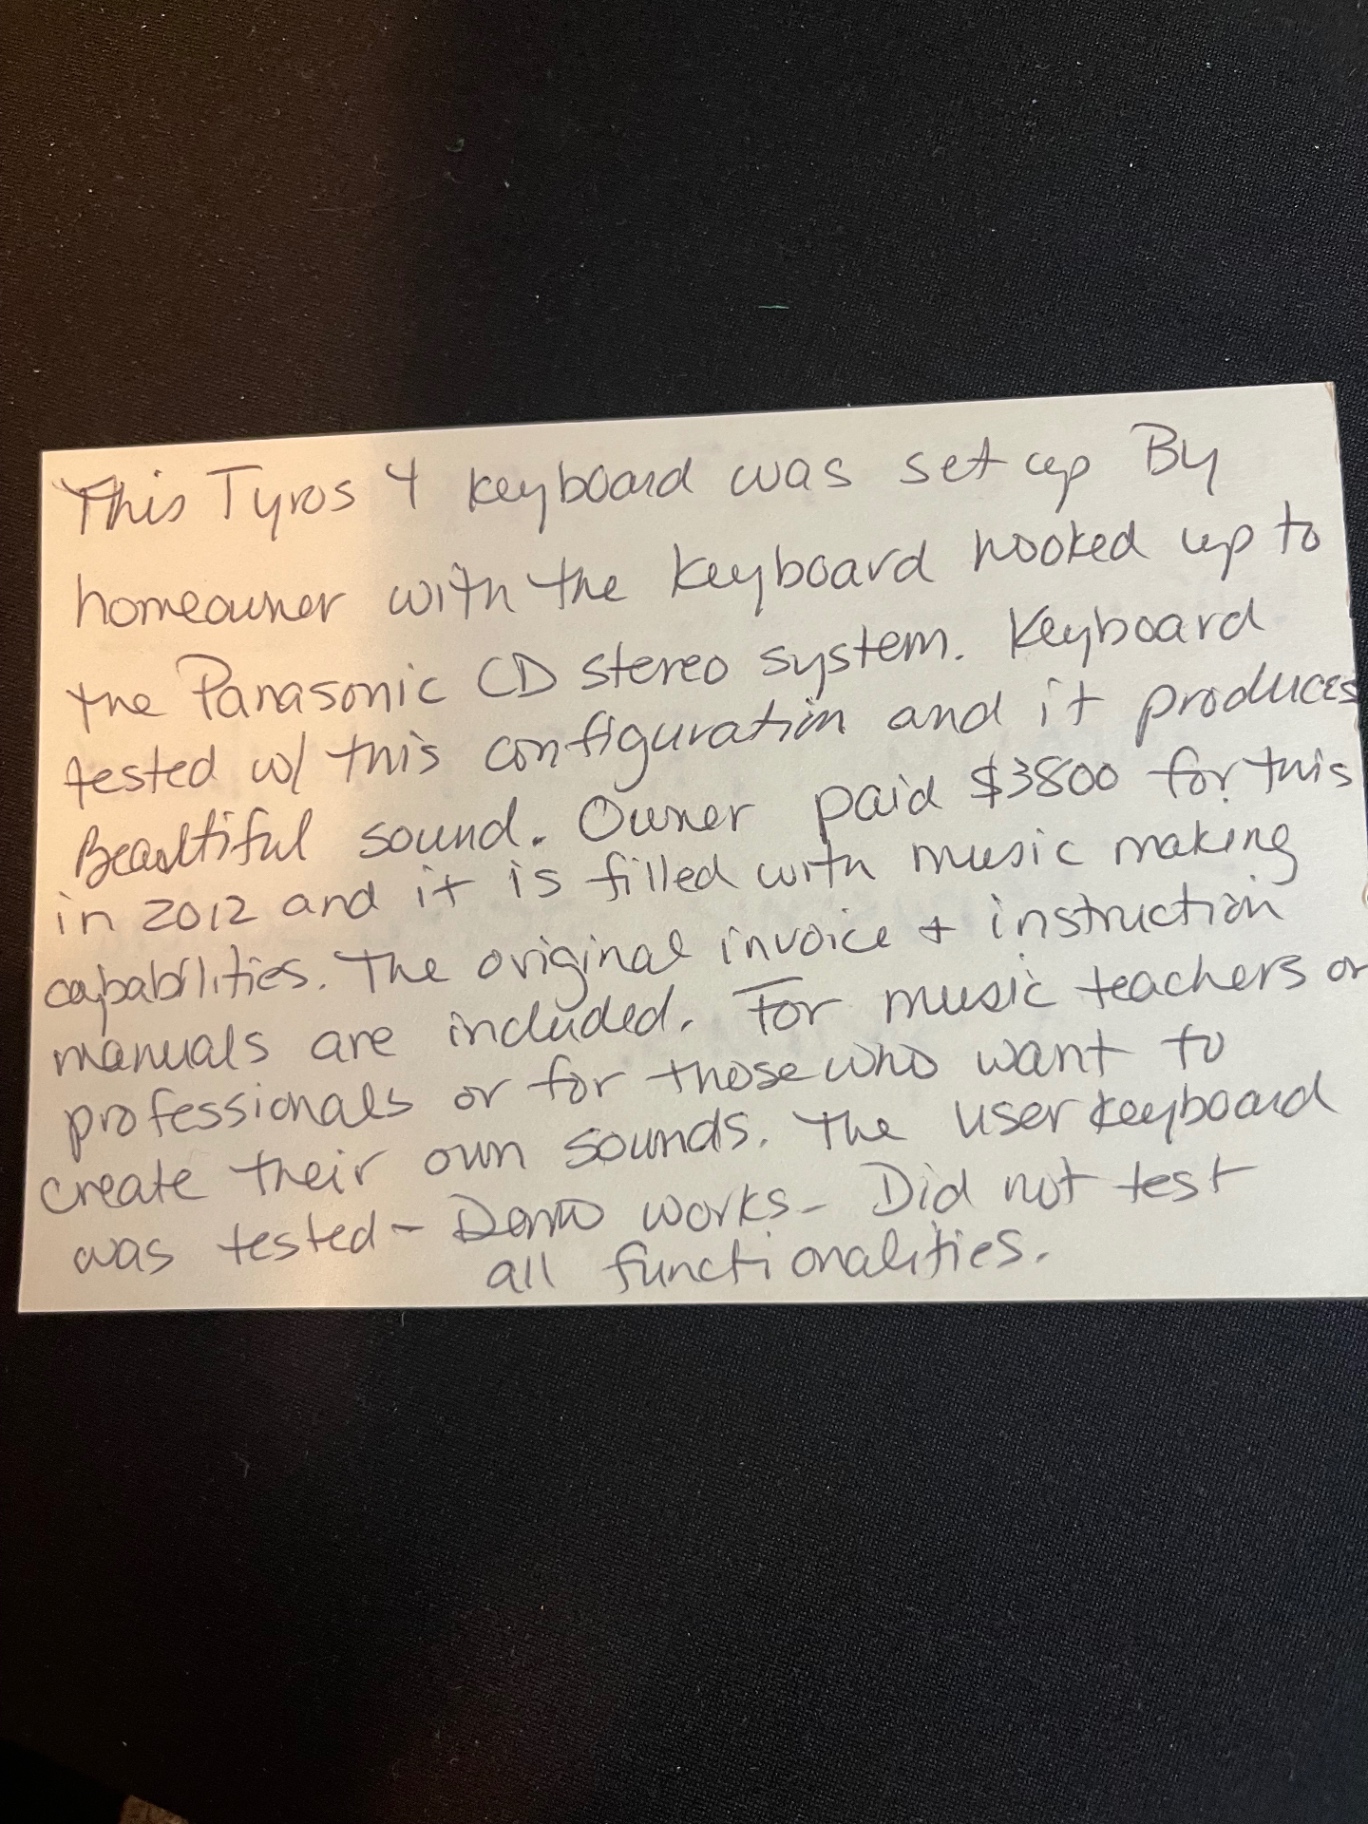 This Tyros 4 keyboard was set up By
homeowner with the keyboard hooked up to
the Panasonic CD stereo system. Keyboard
tested w/ this configuration and it produces
Beautiful sound. Owner paid $3800 for this
in 2012 and it is filled with music making
capabilities. The original invoice + instruction
manuals are included. For music teachers or
professionals or for those who want to
create their own sounds. The user keyboard
was tested - Demo works - Did not test
all functionalities.